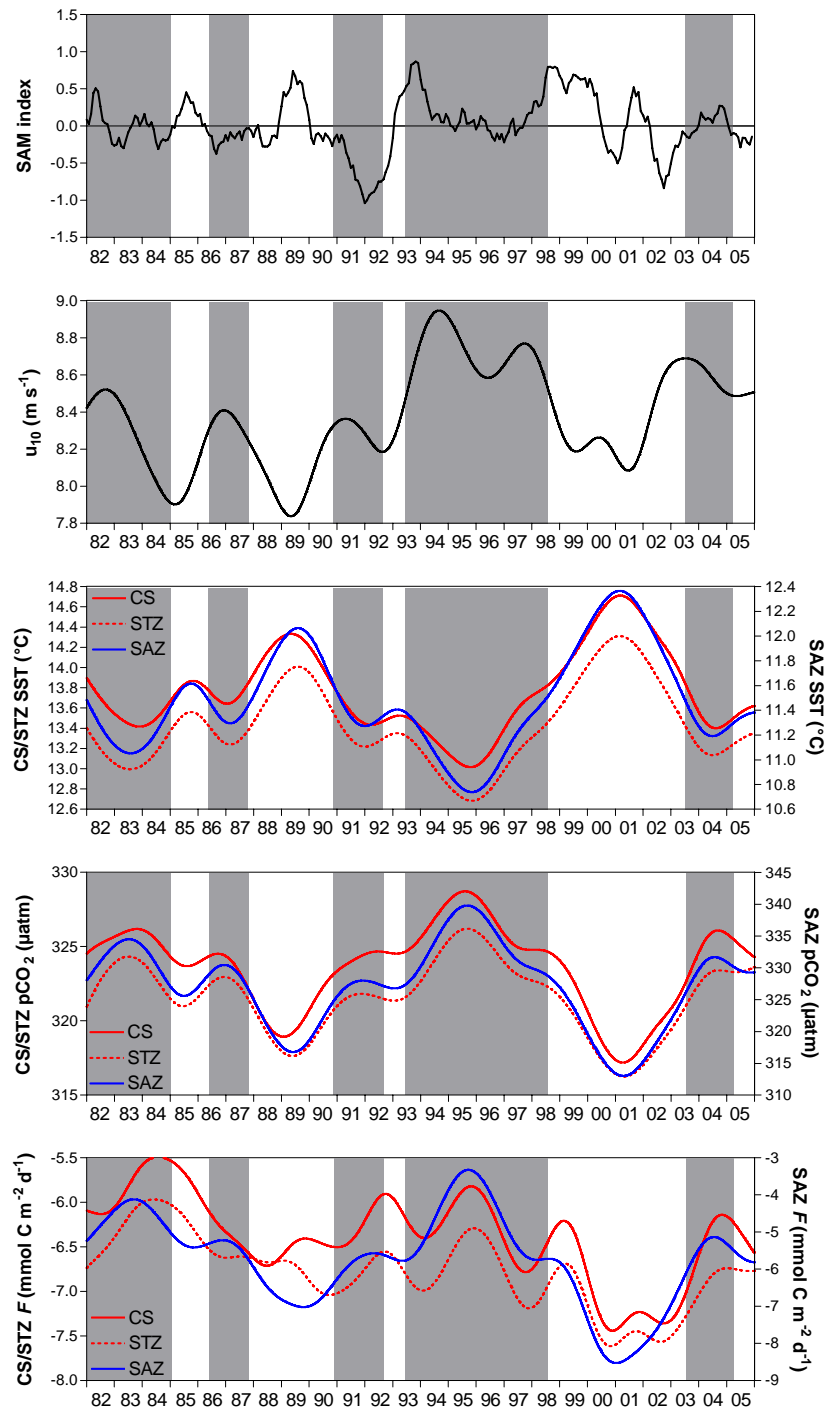 1.5
1.0
0.5
0.0
-0.5
-1.0
-1.5
SAM index
82 83 84 85 86 87 88 89 90 91 92 93 94 95 96 97 98 99 00 01 02 03 04 05
9.0
8.8
8.6
8.4
8.2
8.0
7.8
u10 (m s-1)
82 83 84 85 86 87 88 89 90 91 92 93 94 95 96 97 98 99 00 01 02 03 04 05
14.8
14.6
14.4
14.2
14.0
13.8
13.6
13.4
13.2
13.0
12.8
12.6
CS/STZ SST (°C)
CS
STZ
SAZ
12.4
12.2
12.0
11.8
11.6
11.4
11.2
11.0
10.8
10.6
SAZ SST (°C)
82 83 84 85 86 87 88 89 90 91 92 93 94 95 96 97 98 99 00 01 02 03 04 05
330
325
320
315
CS/STZ pCO2 (µatm)
CS
STZ
SAZ
345
340
335
330
325
320
315
310
SAZ pCO2 (µatm)
82 83 84 85 86 87 88 89 90 91 92 93 94 95 96 97 98 99 00 01 02 03 04 05
-5.5
-6.0
-6.5
-7.0
-7.5
-8.0
CS/STZ F (mmol C m-2 d-1)
CS
STZ
SAZ
-3
-4
-5
-6
-7
-8
-9
SAZ F (mmol C m-2 d-1)
82 83 84 85 86 87 88 89 90 91 92 93 94 95 96 97 98 99 00 01 02 03 04 05